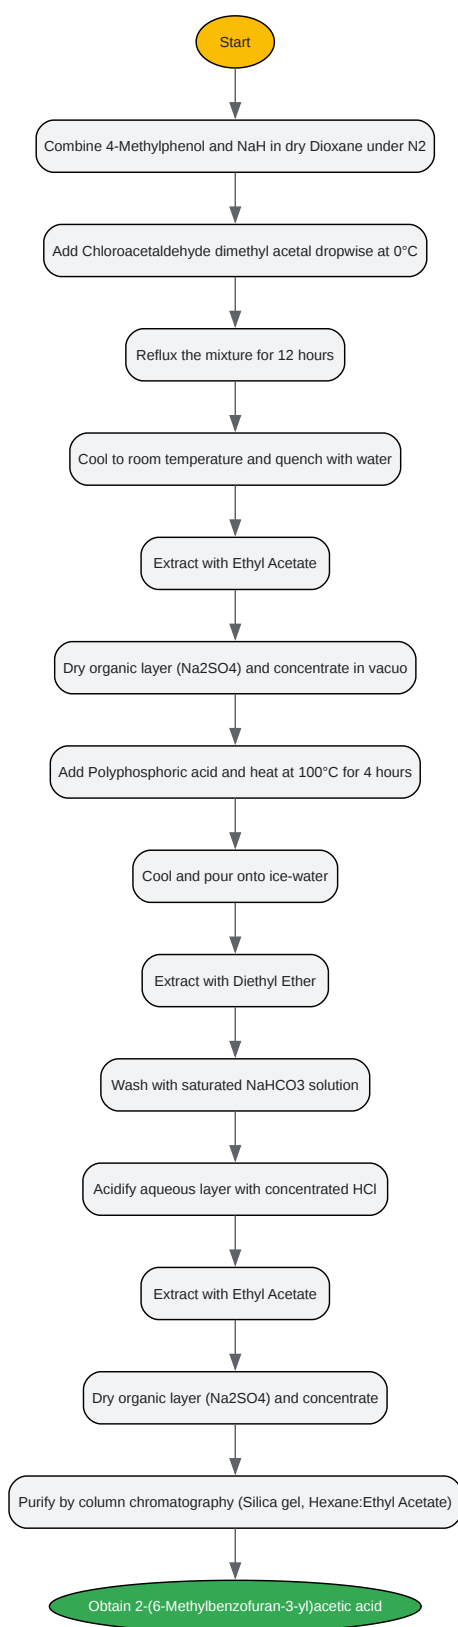 Start
Combine 4-Methylphenol and NaH in dry Dioxane under N2
Add Chloroacetaldehyde dimethyl acetal dropwise at 0°C
Reflux the mixture for 12 hours
Cool to room temperature and quench with water
Extract with Ethyl Acetate
Dry organic layer (Na2SO4) and concentrate in vacuo
Add Polyphosphoric acid and heat at 100°C for 4 hours
Cool and pour onto ice-water
Extract with Diethyl Ether
Wash with saturated NaHCO3 solution
Acidify aqueous layer with concentrated HCl
Extract with Ethyl Acetate
Dry organic layer (Na2SO4) and concentrate
Purify by column chromatography (Silica gel, Hexane:Ethyl Acetate)
Obtain 2-(6-Methylbenzofuran-3-yl)acetic acid